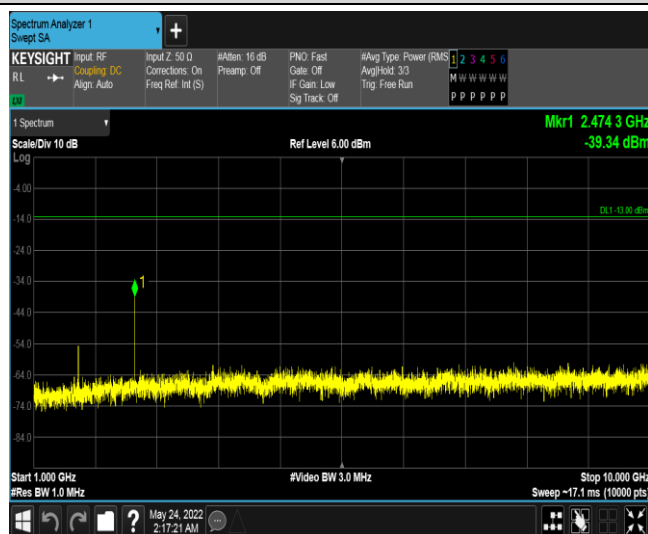 Spectrum Analyzer 1
Swept SA
+
KEYSIGHT
RL
LXI
Input: RF
Coupling: DC
Align: Auto
Input Z: 50 Ω
Corrections: On
Freq Ref: Int (S)
#Atten: 16 dB
Preamp: Off
PNO: Fast
Gate: Off
IF Gain: Low
Sig Track: Off
#Avg Type: Power (RMS
Avg|Hold: 3/3
Trig: Free Run
1 2 3 4 5 6
M W W W W W
P P P P P P
1 Spectrum
Mkr1 2.474 3 GHz
Scale/Div 10 dB
Ref Level 6.00 dBm
-39.34 dBm
Log
-4.00
DL1 -13.00 dBm
-14.0
-24.0
-34.0
1
-44.0
-54.0
-64.0
-74.0
-84.0
Start 1.000 GHz
#Video BW 3.0 MHz
Stop 10.000 GHz
#Res BW 1.0 MHz
Sweep ~17.1 ms (10000 pts)
?
May 24, 2022
2:17:21 AM